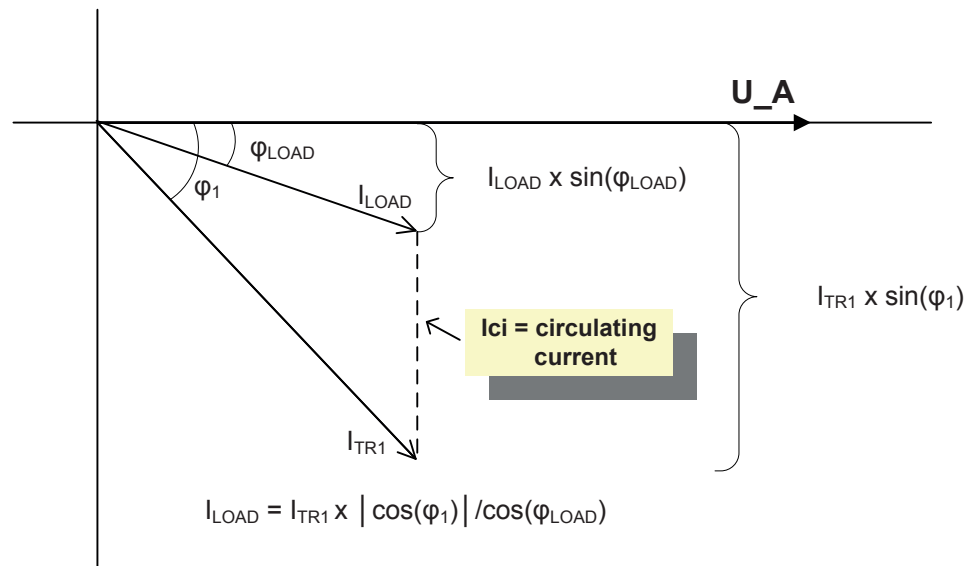 U_A
φLOAD
φ1
ILOAD
ILOAD x sin(φLOAD)
ITR1 x sin(φ1)
Ici = circulating
current
ITR1
ILOAD = ITR1 x |cos(φ1)|/cos(φLOAD)